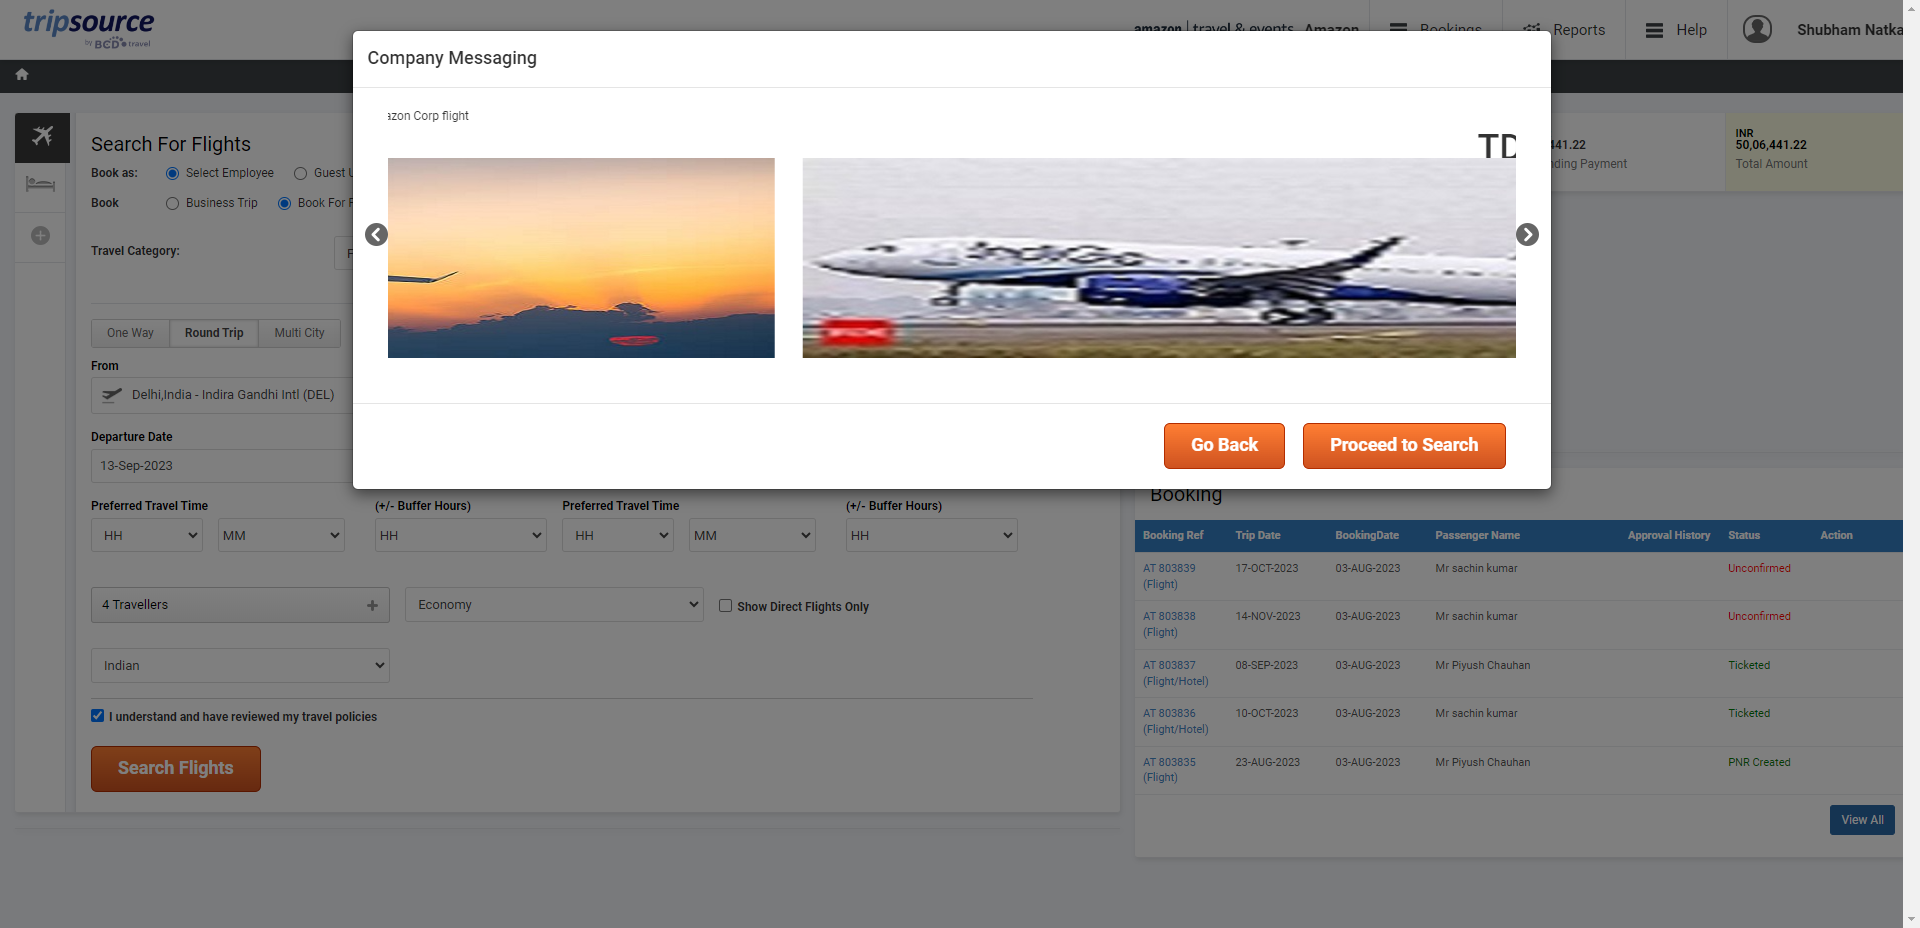 tripsource
by BCD travel
amazon | travel & events Amazon
Bookings
Reports
Help
Shubham Natka
Company Messaging
azon Corp flight
TD
IndiGo
Go Back
Proceed to Search
Search For Flights
Book as:
Select Employee
Guest U
Book
Business Trip
Book For P
Travel Category:
One Way
Round Trip
Multi City
From
Delhi,India - Indira Gandhi Intl (DEL)
Departure Date
13-Sep-2023
Preferred Travel Time
(+/- Buffer Hours)
Preferred Travel Time
(+/- Buffer Hours)
HH
MM
HH
HH
MM
HH
4 Travellers
Economy
Show Direct Flights Only
Indian
I understand and have reviewed my travel policies
Search Flights
441.22
nding Payment
INR
50,06,441.22
Total Amount
Booking
Booking Ref Trip Date BookingDate Passenger Name Approval History Status Action
AT 803839 17-OCT-2023 03-AUG-2023 Mr sachin kumar Unconfirmed
(Flight)
AT 803838 14-NOV-2023 03-AUG-2023 Mr sachin kumar Unconfirmed
(Flight)
AT 803837 08-SEP-2023 03-AUG-2023 Mr Piyush Chauhan Ticketed
(Flight/Hotel)
AT 803836 10-OCT-2023 03-AUG-2023 Mr sachin kumar Ticketed
(Flight/Hotel)
AT 803835 23-AUG-2023 03-AUG-2023 Mr Piyush Chauhan PNR Created
(Flight)
View All